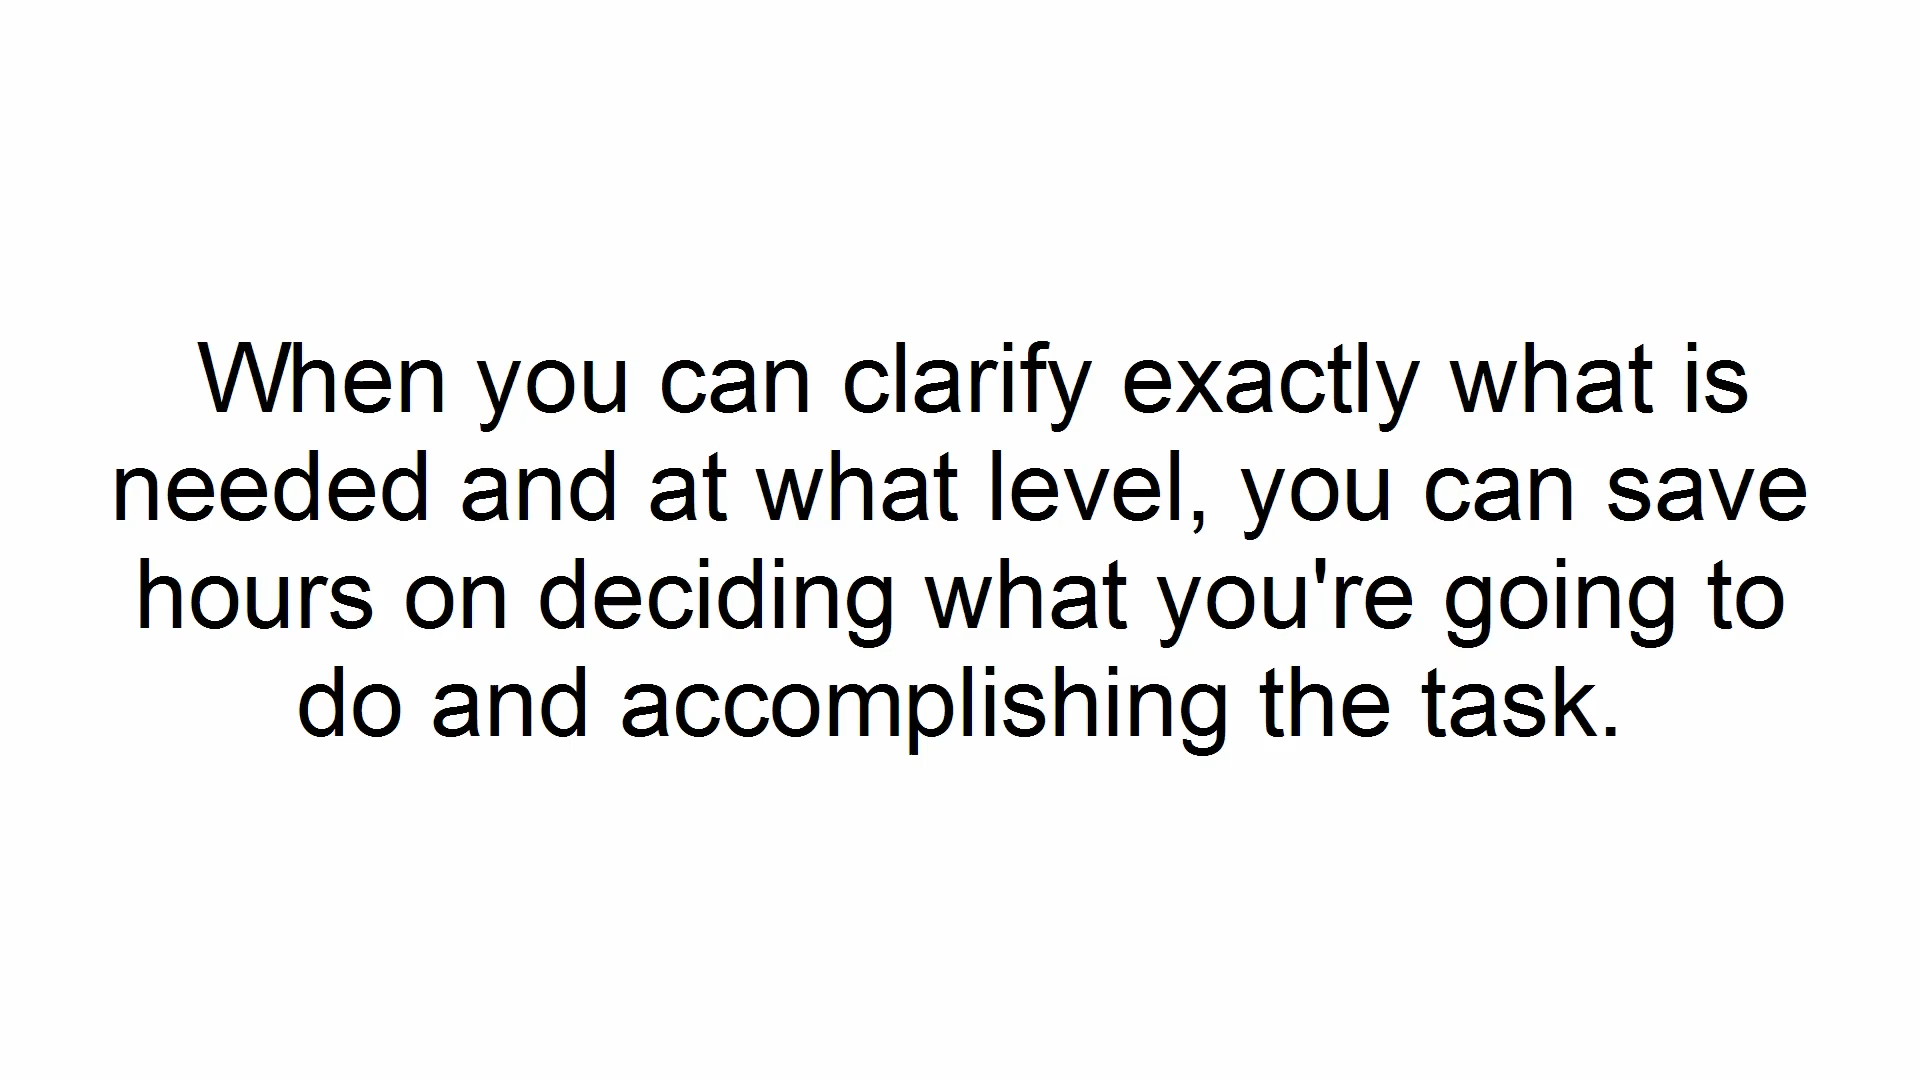 When you can clarify exactly what is
needed and at what level, you can save
hours on deciding what you're going to
do and accomplishing the task.